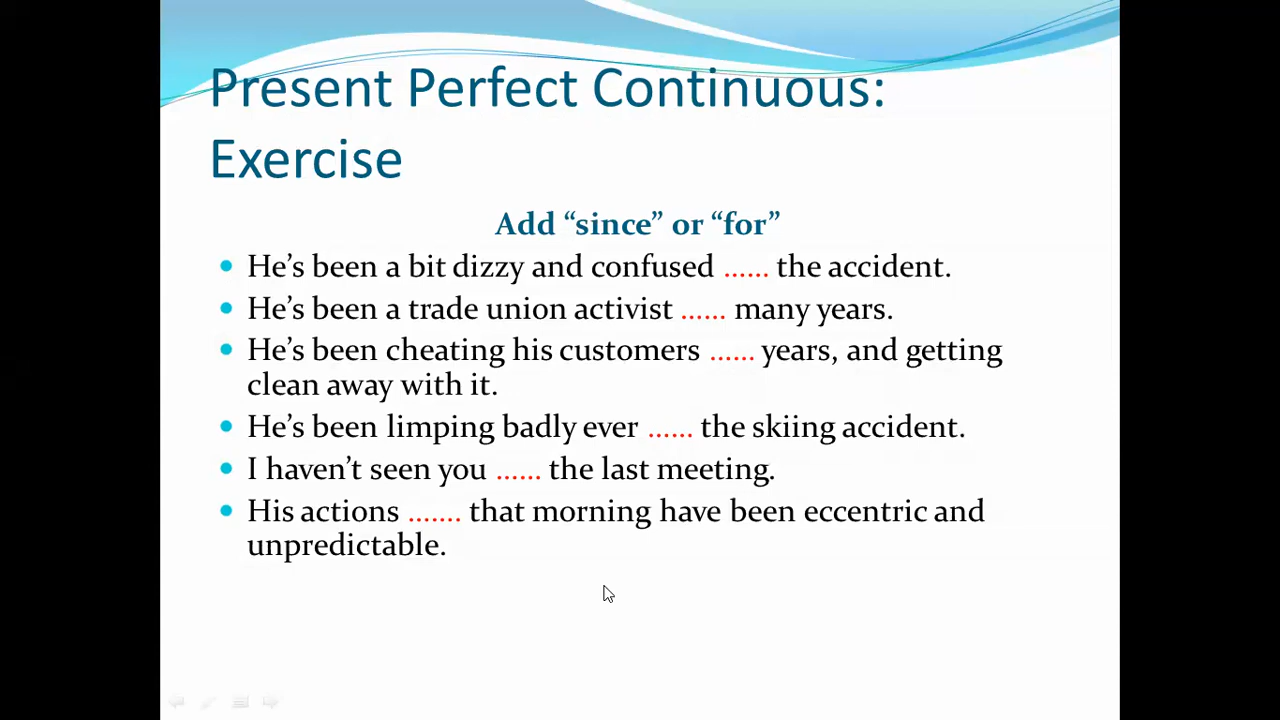 Present Perfect Continuous:
Exercise
Add “since” or “for”
• He’s been a bit dizzy and confused ...... the accident.
• He’s been a trade union activist ...... many years.
• He’s been cheating his customers ...... years, and getting
clean away with it.
• He’s been limping badly ever ...... the skiing accident.
• I haven’t seen you ...... the last meeting.
• His actions ....... that morning have been eccentric and
unpredictable.